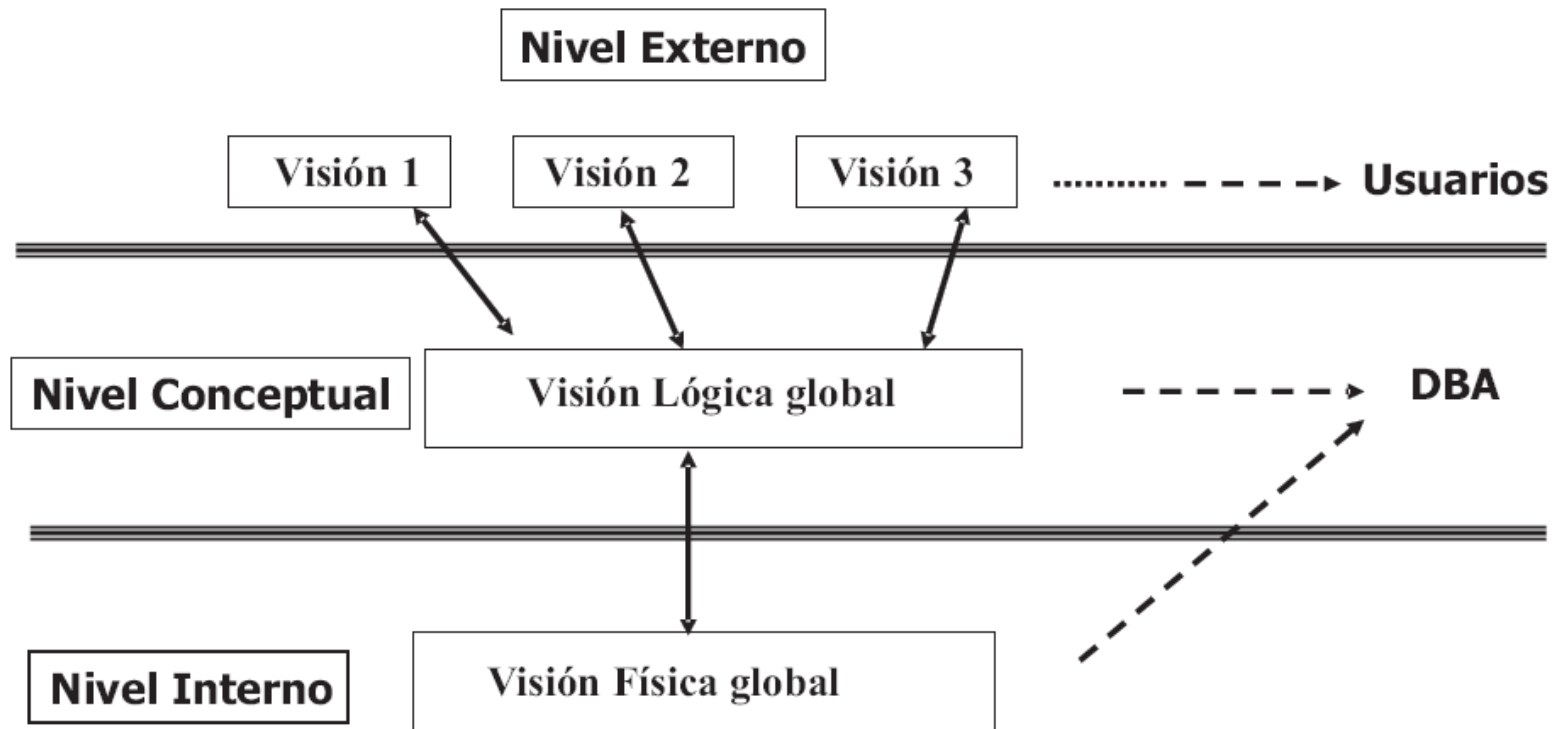 Nivel Externo
Visión 1
Visión 2
Visión 3
Usuarios
Nivel Conceptual
Visión Lógica global
DBA
Nivel Interno
Visión Física global